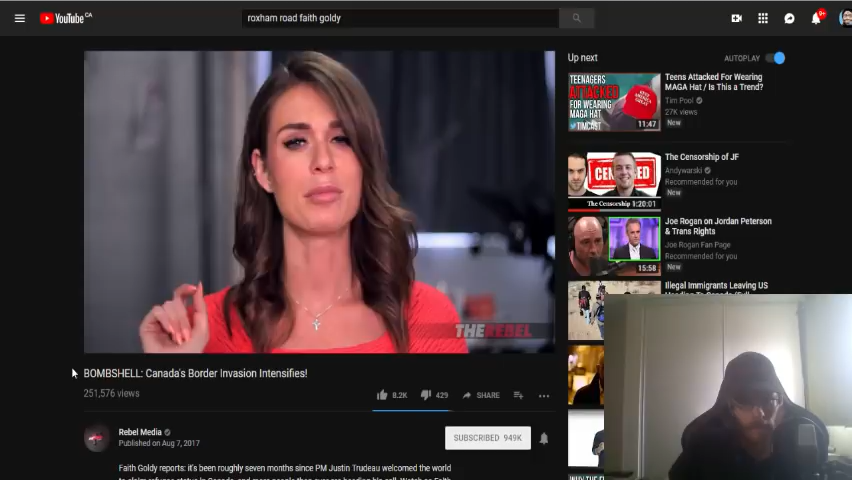 YouTube CA
roxham road faith goldy
9+
Up next
AUTOPLAY
TEENAGERS
ATTACKED
FOR WEARING
MAGA HAT
TIMCAST
11:47
Teens Attacked For Wearing
MAGA Hat / Is This a Trend?
Tim Pool
27K views
New
CENSORED
The Censorship
1:20:01
The Censorship of JF
Andywarski
Recommended for you
New
15:58
Joe Rogan on Jordan Peterson
& Trans Rights
Joe Rogan Fan Page
Recommended for you
New
Illegal Immigrants Leaving US
THEREBEL
BOMBSHELL: Canada's Border Invasion Intensifies!
251,576 views
8.2K
429
SHARE
Rebel Media
Published on Aug 7, 2017
SUBSCRIBED 949K
Faith Goldy reports: it's been roughly seven months since PM Justin Trudeau welcomed the
world